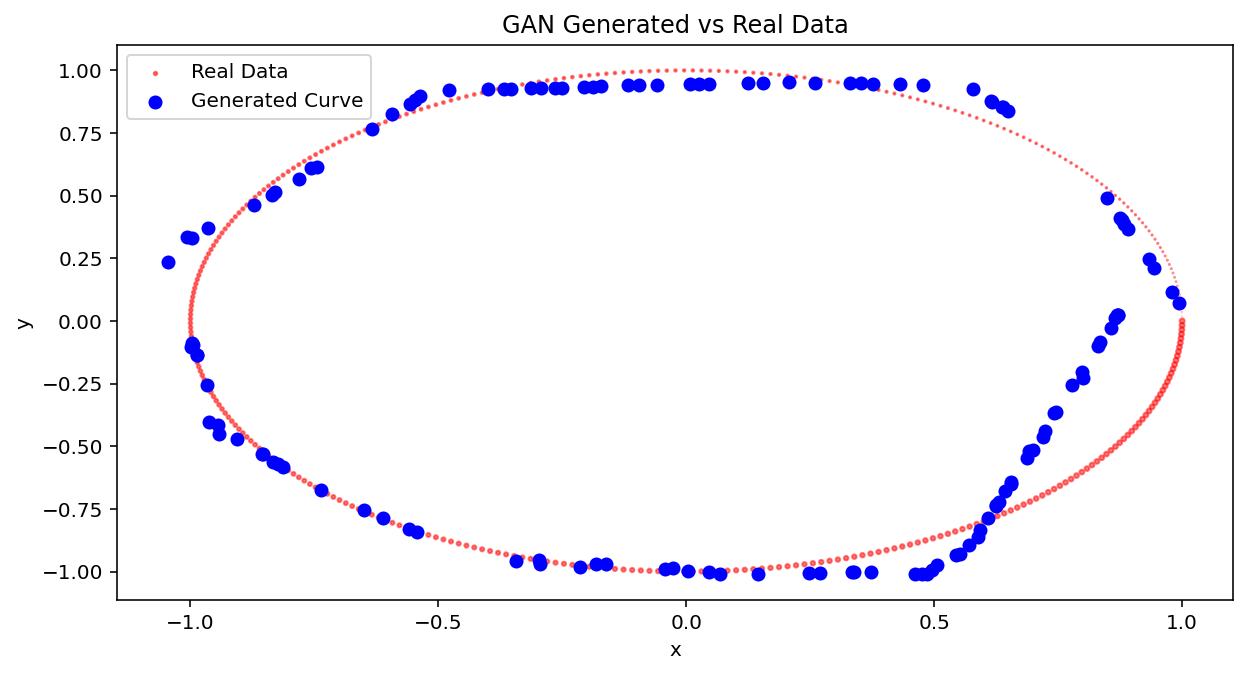 GAN Generated vs Real Data
Real Data
Generated Curve
1.00
0.75
0.50
0.25
0.00
−0.25
−0.50
−0.75
−1.00
y
−1.0 −0.5 0.0 0.5 1.0
x